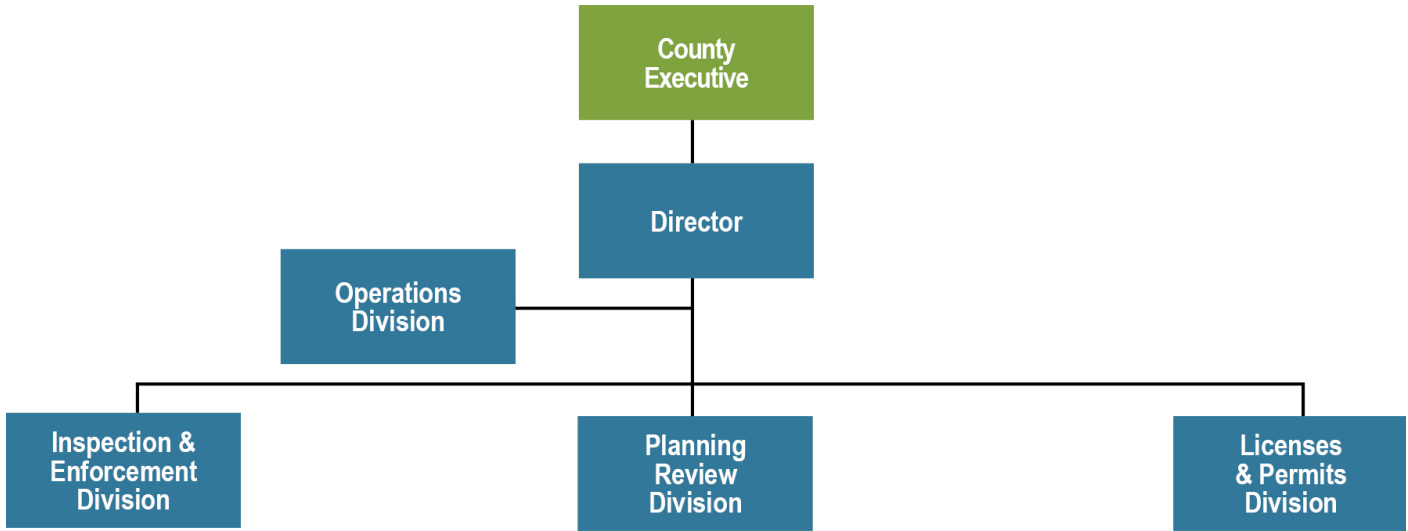 County
Executive
Director
Operations
Division
Inspection &
Enforcement
Division
Planning
Review
Division
Licenses
& Permits
Division